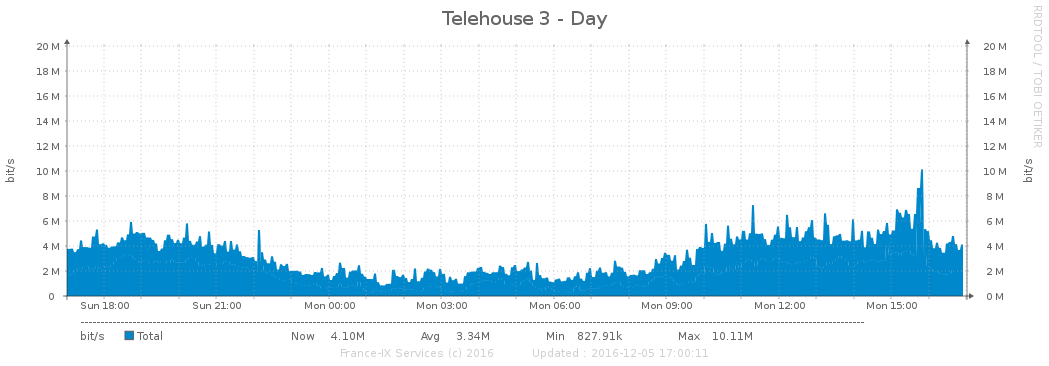 Telehouse 3 - Day
RRDTOOL / TOBI OETIKER
bit/s
bit/s
20 M 20 M
18 M 18 M
16 M 16 M
14 M 14 M
12 M 12 M
10 M 10 M
8 M 8 M
6 M 6 M
4 M 4 M
2 M 2 M
0 0 M
Sun 18:00 Sun 21:00 Mon 00:00 Mon 03:00 Mon 06:00 Mon 09:00 Mon 12:00 Mon 15:00
bit/s Total Now 4.10M Avg 3.34M Min 827.91k Max 10.11M
France-IX Services (c) 2016 Updated : 2016-12-05 17:00:11